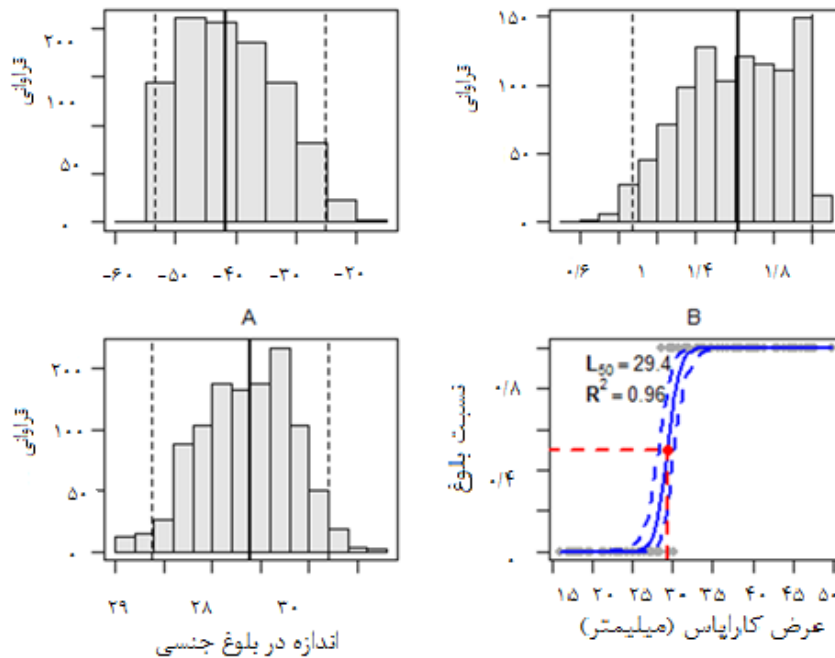 فراوانی
۲۰۰
۱۰۰
۵۰
۰
-۶۰ -۵۰ -۴۰ -۳۰ -۲۰
A
فراوانی
۱۵۰
۱۰۰
۵۰
۰
۰/۶ ۱ ۱/۴ ۱/۸
B
فراوانی
۲۰۰
۱۰۰
۵۰
۰
۲۹ ۲۸ ۳۰
اندازه در بلوغ جنسی
نسبت بلوغ
۰/۸
۰/۴
۰
L50 = 29.4
R2 = 0.96
۱۵ ۲۰ ۲۵ ۳۰ ۳۵ ۴۰ ۴۵ ۵۰
عرض کاراپاس (میلیمتر)